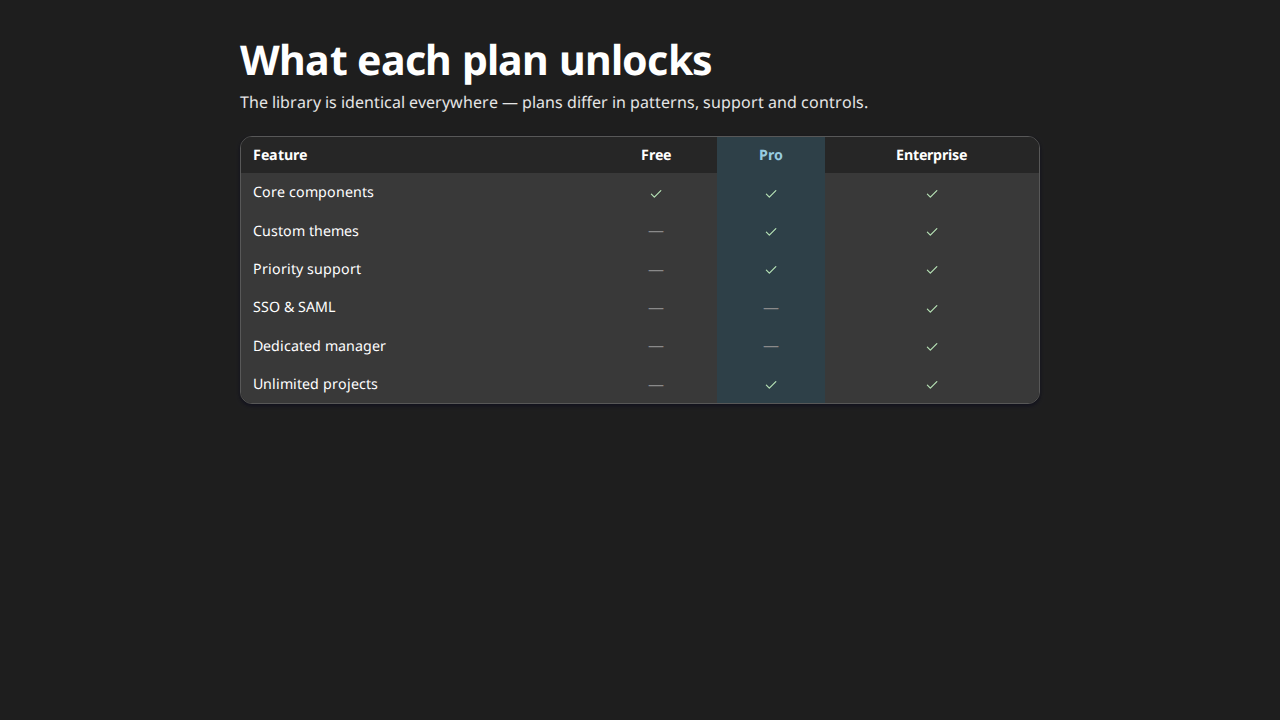 What each plan unlocks
The library is identical everywhere — plans differ in patterns, support and controls.
Feature Free Pro Enterprise
Core components ✓ ✓ ✓
Custom themes — ✓ ✓
Priority support — ✓ ✓
SSO & SAML — — ✓
Dedicated manager — — ✓
Unlimited projects — ✓ ✓